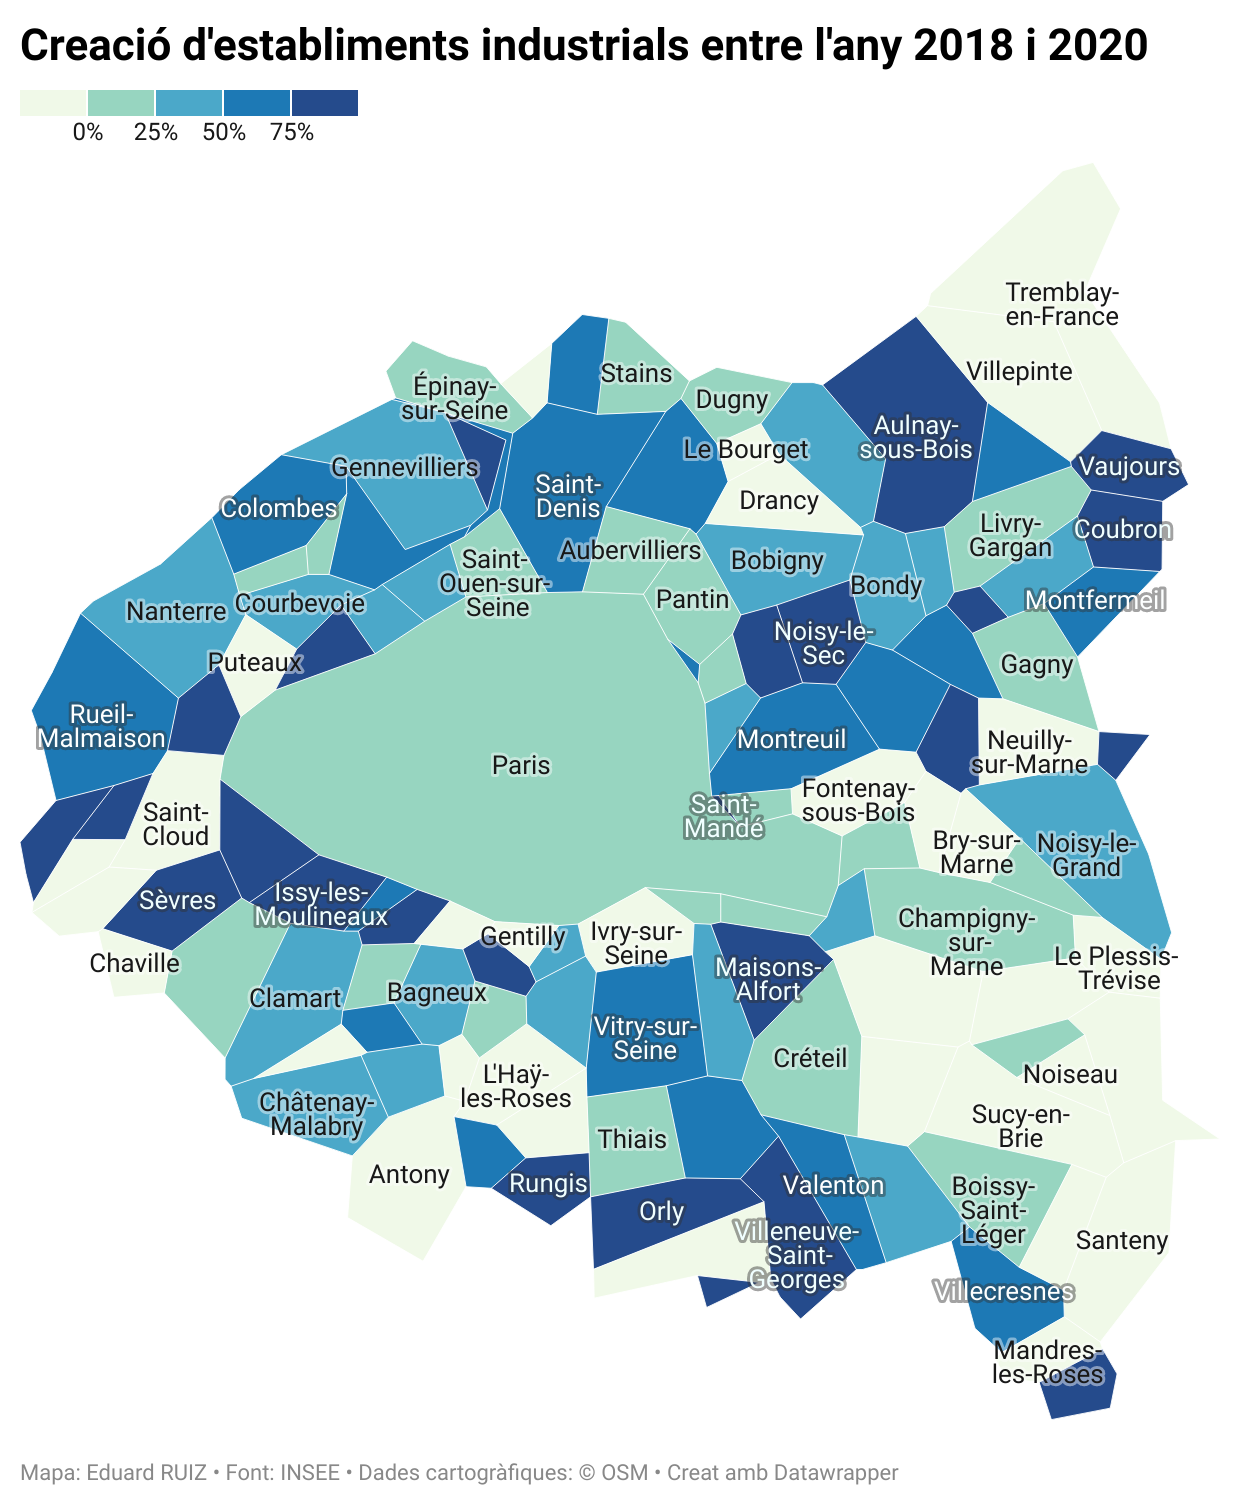 Creació d'establiments industrials entre l'any 2018 i 2020
0% 25% 50% 75%
Tremblay-
en-France
Villepinte
Stains
Épinay-
sur-Seine
Dugny
Aulnay-
sous-Bois
Le Bourget
Gennevilliers
Vaujours
Saint-
Denis
Drancy
Colombes
Coubron
Livry-
Gargan
Aubervilliers
Bobigny
Saint-
Ouen-sur-
Seine
Bondy
Pantin
Montfermeil
Nanterre
Courbevoie
Noisy-le-
Sec
Puteaux
Gagny
Rueil-
Malmaison
Montreuil
Neuilly-
sur-Marne
Paris
Fontenay-
sous-Bois
Saint-
Mandé
Saint-
Cloud
Bry-sur-
Marne
Noisy-le-
Grand
Sèvres
Issy-les-
Moulineaux
Champigny-
sur-
Marne
Gentilly
Ivry-sur-
Seine
Chaville
Maisons-
Alfort
Le Plessis-
Trévise
Clamart
Bagneux
Vitry-sur-
Seine
Créteil
L'Haÿ-
les-Roses
Noiseau
Châtenay-
Malabry
Sucy-en-
Brie
Thiais
Antony
Rungis
Valenton
Boissy-
Saint-
Léger
Orly
Villeneuve-
Saint-
Georges
Santeny
Villecresnes
Mandres-
les-Roses
Mapa: Eduard RUIZ • Font: INSEE • Dades cartogràfiques: © OSM • Creat amb Datawrapper